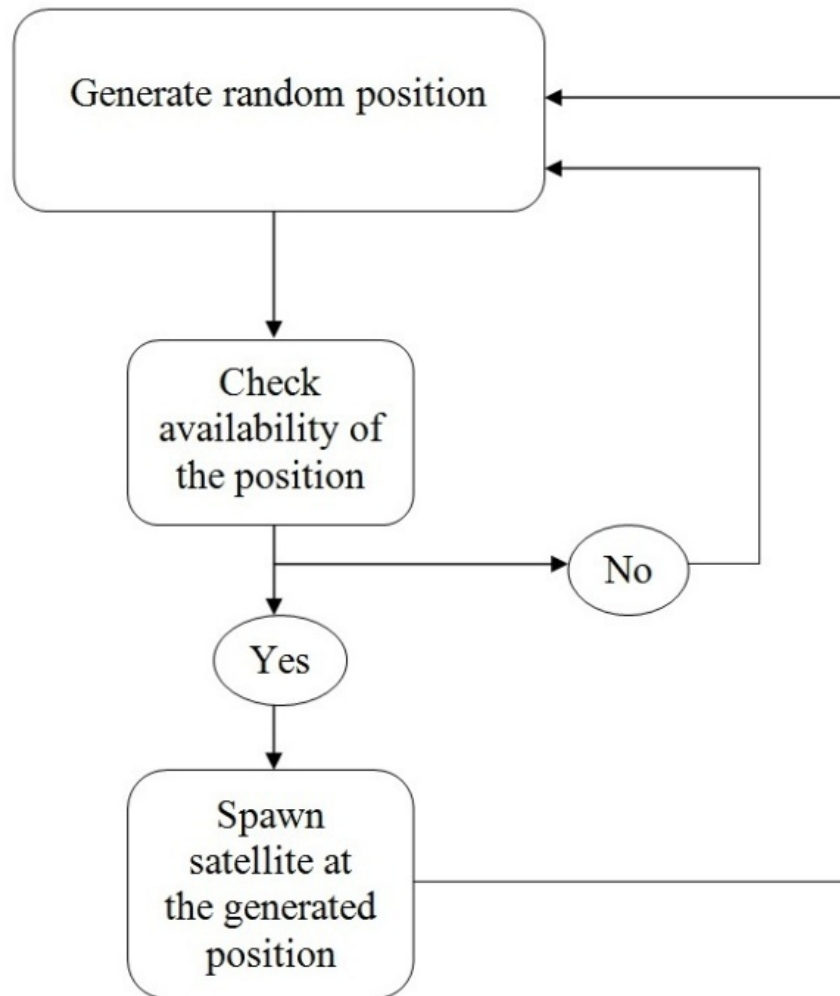 Generate random position
Check
availability of
the position
No
Yes
Spawn
satellite at
the generated
position